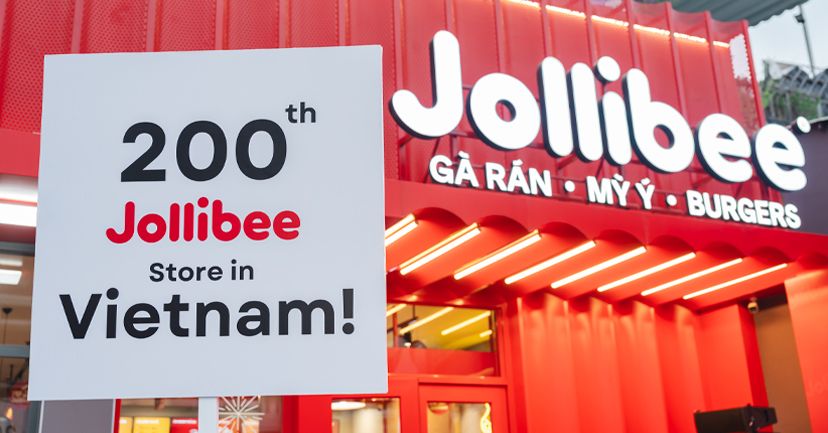 200th
Jollibee
Store in
Vietnam!
Jollibee
GÀ RÁN • MỲ Ý • BURGERS